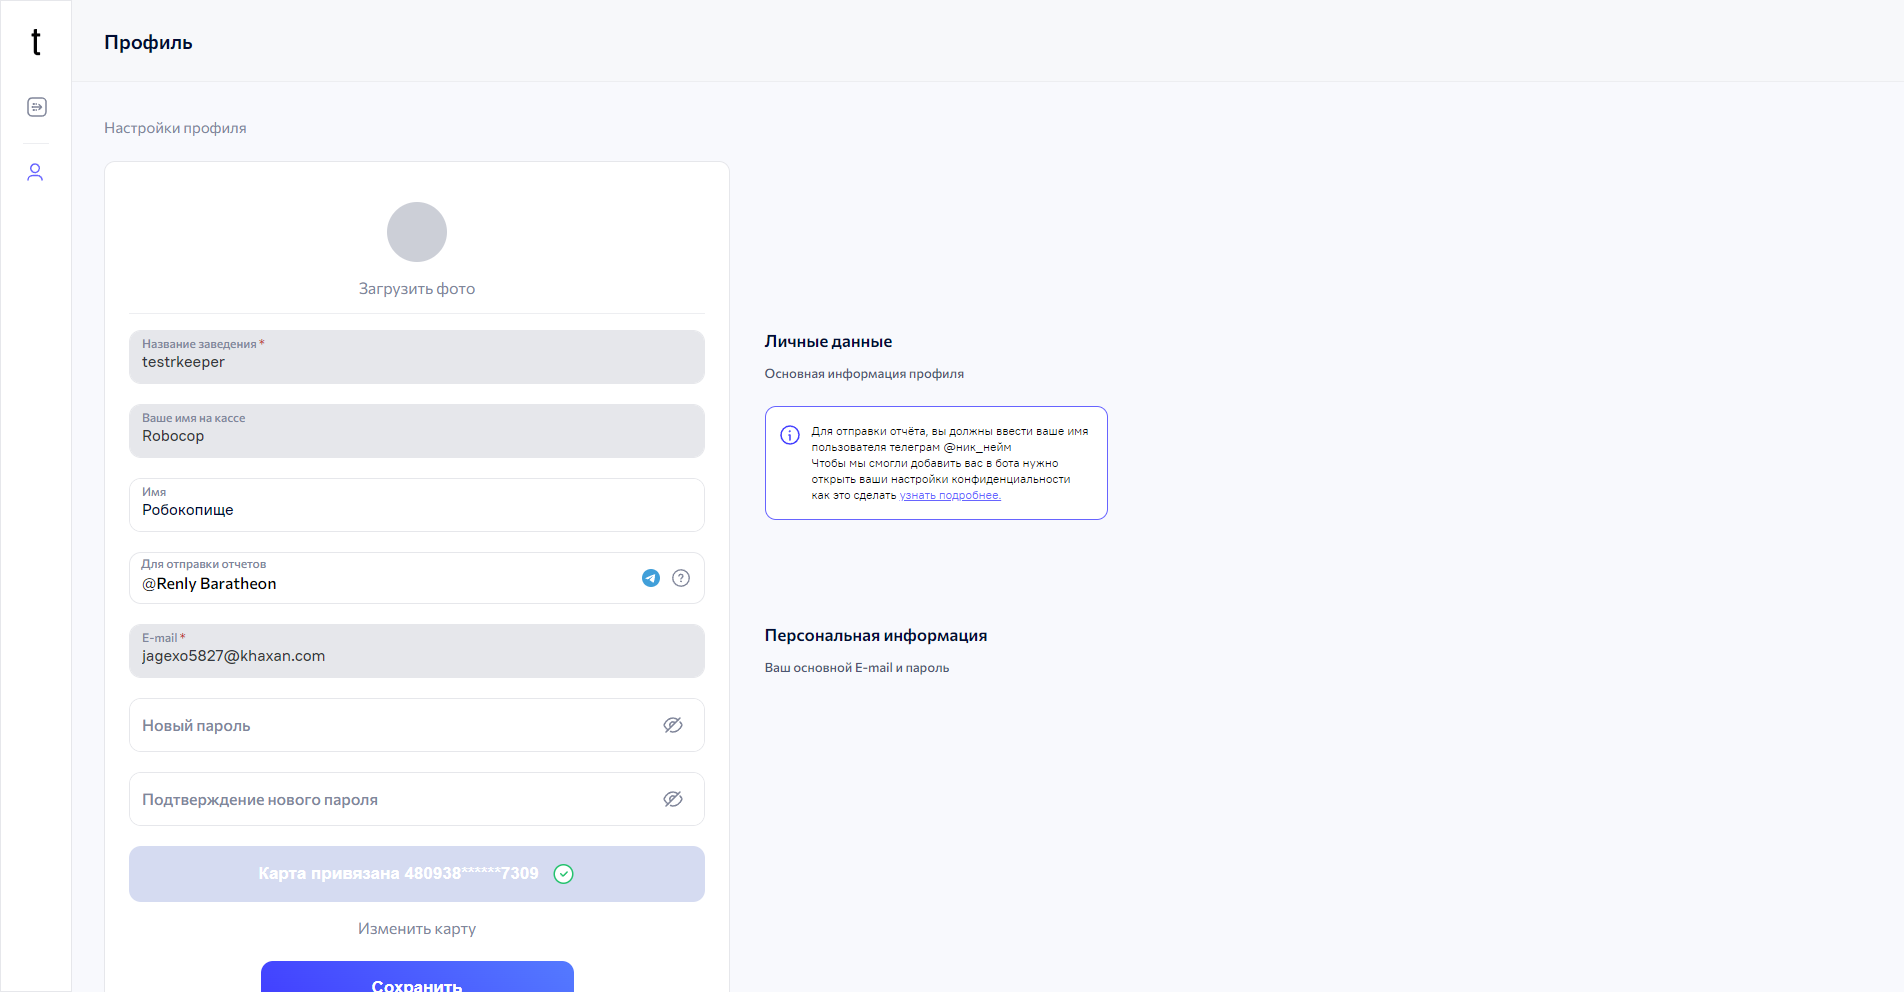 t
Профиль
Настройки профиля
Загрузить фото
Название заведения *
testrkeeper
Ваше имя на кассе
Robocop
Имя
Робокопище
Для отправки отчетов
@Renly Baratheon
?
E-mail *
jagexo5827@khaxan.com
Новый пароль
Подтверждение нового пароля
Карта привязана 480938******7309
Изменить карту
Сохранить
Личные данные
Основная информация профиля
Для отправки отчёта, вы должны ввести ваше имя
пользователя телеграм @ник_нейм
Чтобы мы смогли добавить вас в бота нужно
открыть ваши настройки конфиденциальности
как это сделать узнать подробнее.
Персональная информация
Ваш основной E-mail и пароль